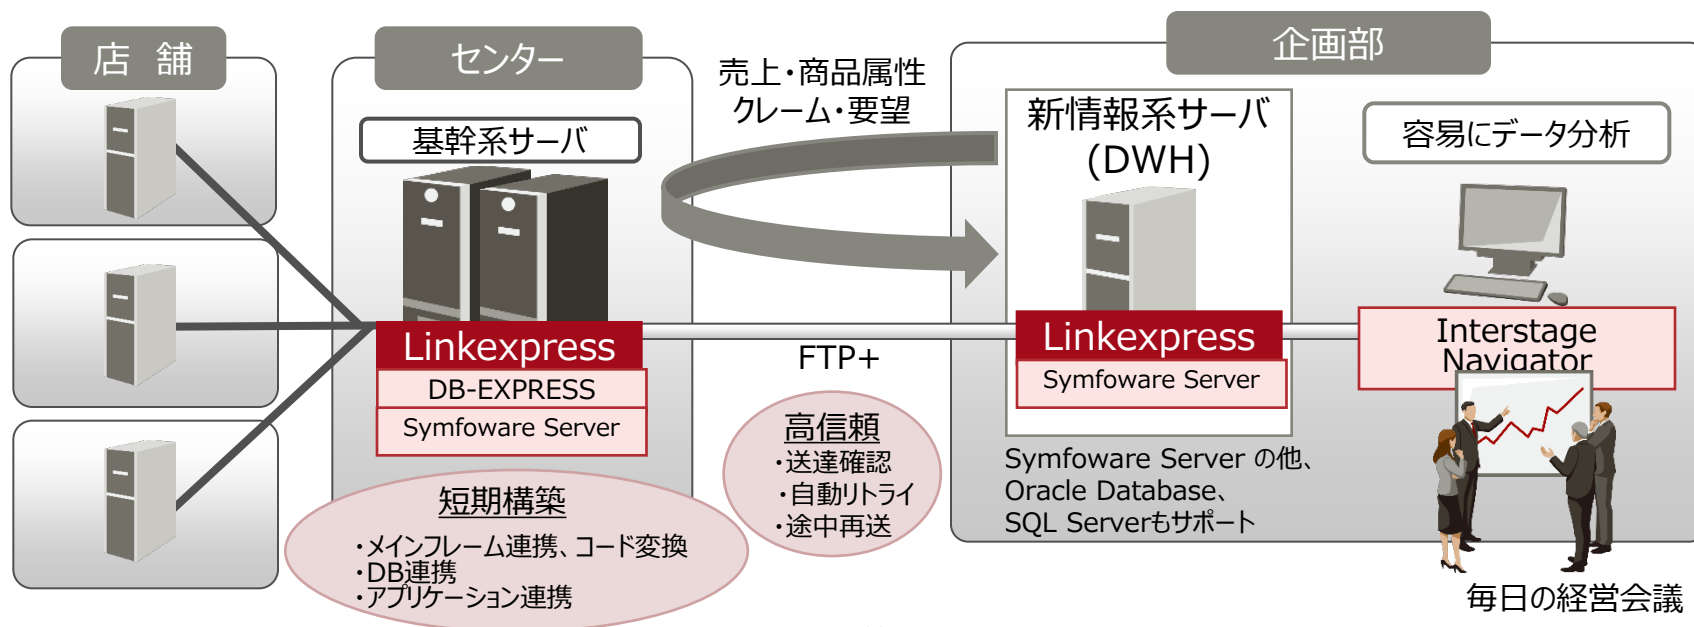 店 舗
センター
基幹系サーバ
Linkexpress
DB-EXPRESS
Symfoware Server
短期構築
・メインフレーム連携、コード変換
・DB連携
・アプリケーション連携
売上・商品属性
クレーム・要望
FTP+
高信頼
・送達確認
・自動リトライ
・途中再送
企画部
新情報系サーバ
(DWH)
Linkexpress
Symfoware Server
Symfoware Server の他、
Oracle Database、
SQL Serverもサポート
容易にデータ分析
Interstage
Navigator
毎日の経営会議